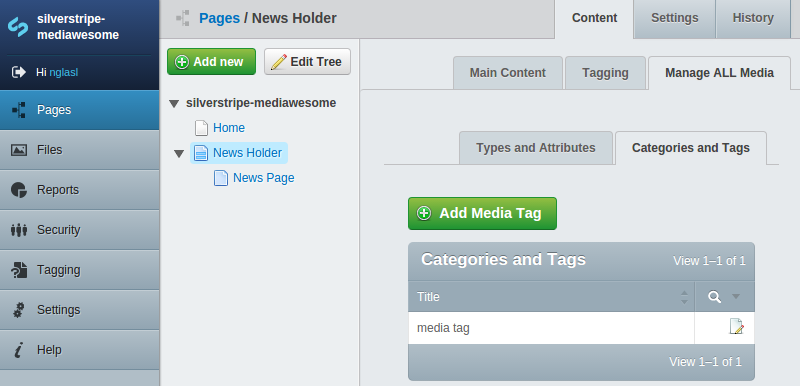 silverstripe-
mediawesome
Hi nglasl
Pages
Files
Reports
Security
Tagging
Settings
Help
Pages / News Holder
Content
Settings
History
Add new
Edit Tree
silverstripe-mediawesome
Home
News Holder
News Page
Main Content
Tagging
Manage ALL Media
Types and Attributes
Categories and Tags
Add Media Tag
Categories and Tags
View 1–1 of 1
Title
media tag
View 1–1 of 1